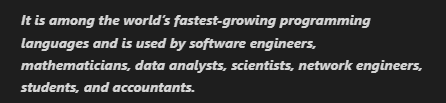 It is among the world's fastest-growing programming
languages and is used by software engineers,
mathematicians, data analysts, scientists, network engineers,
students, and accountants.